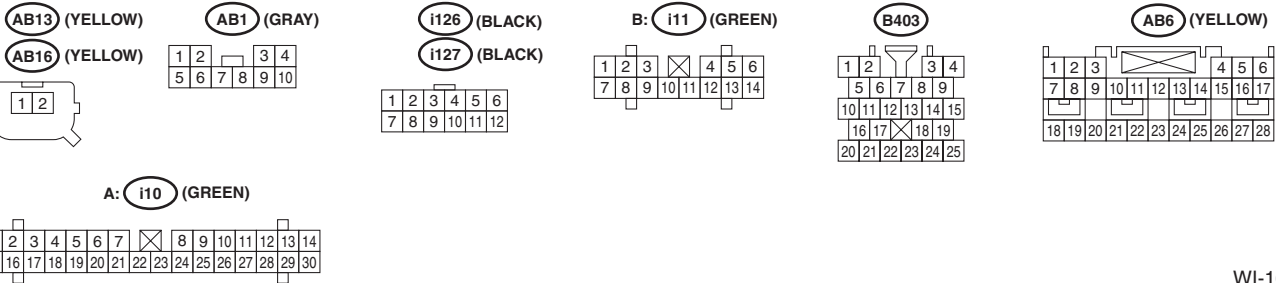 AB13 (YELLOW)
AB16 (YELLOW)
1 2
AB1 (GRAY)
1 2 3 4
5 6 7 8 9 10
i126 (BLACK)
i127 (BLACK)
1 2 3 4 5 6
7 8 9 10 11 12
B: i11 (GREEN)
1 2 3 4 5 6
7 8 9 10 11 12 13 14
B403
1 2 3 4
5 6 7 8 9
10 11 12 13 14 15
16 17 18 19
20 21 22 23 24 25
AB6 (YELLOW)
1 2 3 4 5 6
7 8 9 10 11 12 13 14 15 16 17
18 19 20 21 22 23 24 25 26 27 28
A: i10 (GREEN)
2 3 4 5 6 7 8 9 10 11 12 13 14
16 17 18 19 20 21 22 23 24 25 26 27 28 29 30